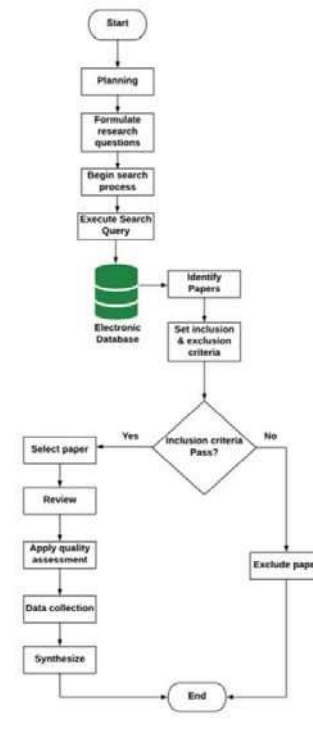 Start
Planning
Formulate
research
questions
Begin search
process
Execute Search
Query
Electronic
Database
Identify
Papers
Set inclusion
& exclusion
criteria
Inclusion criteria
Pass?
Yes
No
Select paper
Review
Apply quality
assessment
Data collection
Synthesize
Exclude pape
End